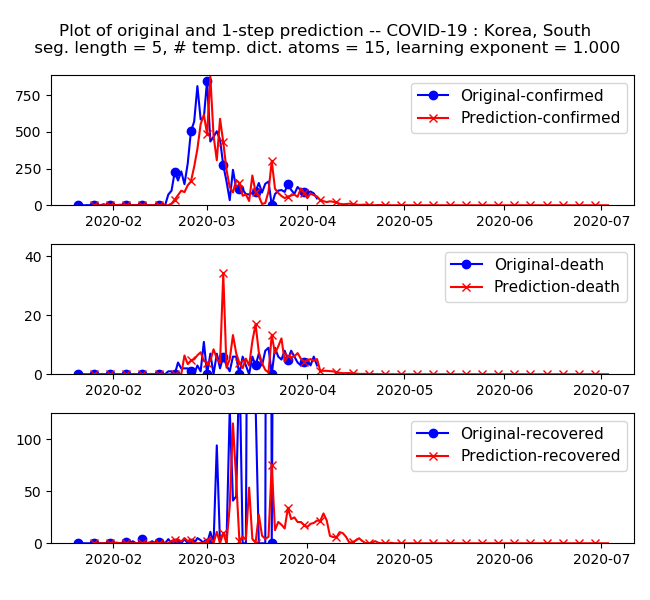 Plot of original and 1-step prediction -- COVID-19 : Korea, South
seg. length = 5, # temp. dict. atoms = 15, learning exponent = 1.000
750
500
250
0
Original-confirmed
Prediction-confirmed
2020-02 2020-03 2020-04 2020-05 2020-06 2020-07
40
20
0
Original-death
Prediction-death
2020-02 2020-03 2020-04 2020-05 2020-06 2020-07
100
50
0
Original-recovered
Prediction-recovered
2020-02 2020-03 2020-04 2020-05 2020-06 2020-07